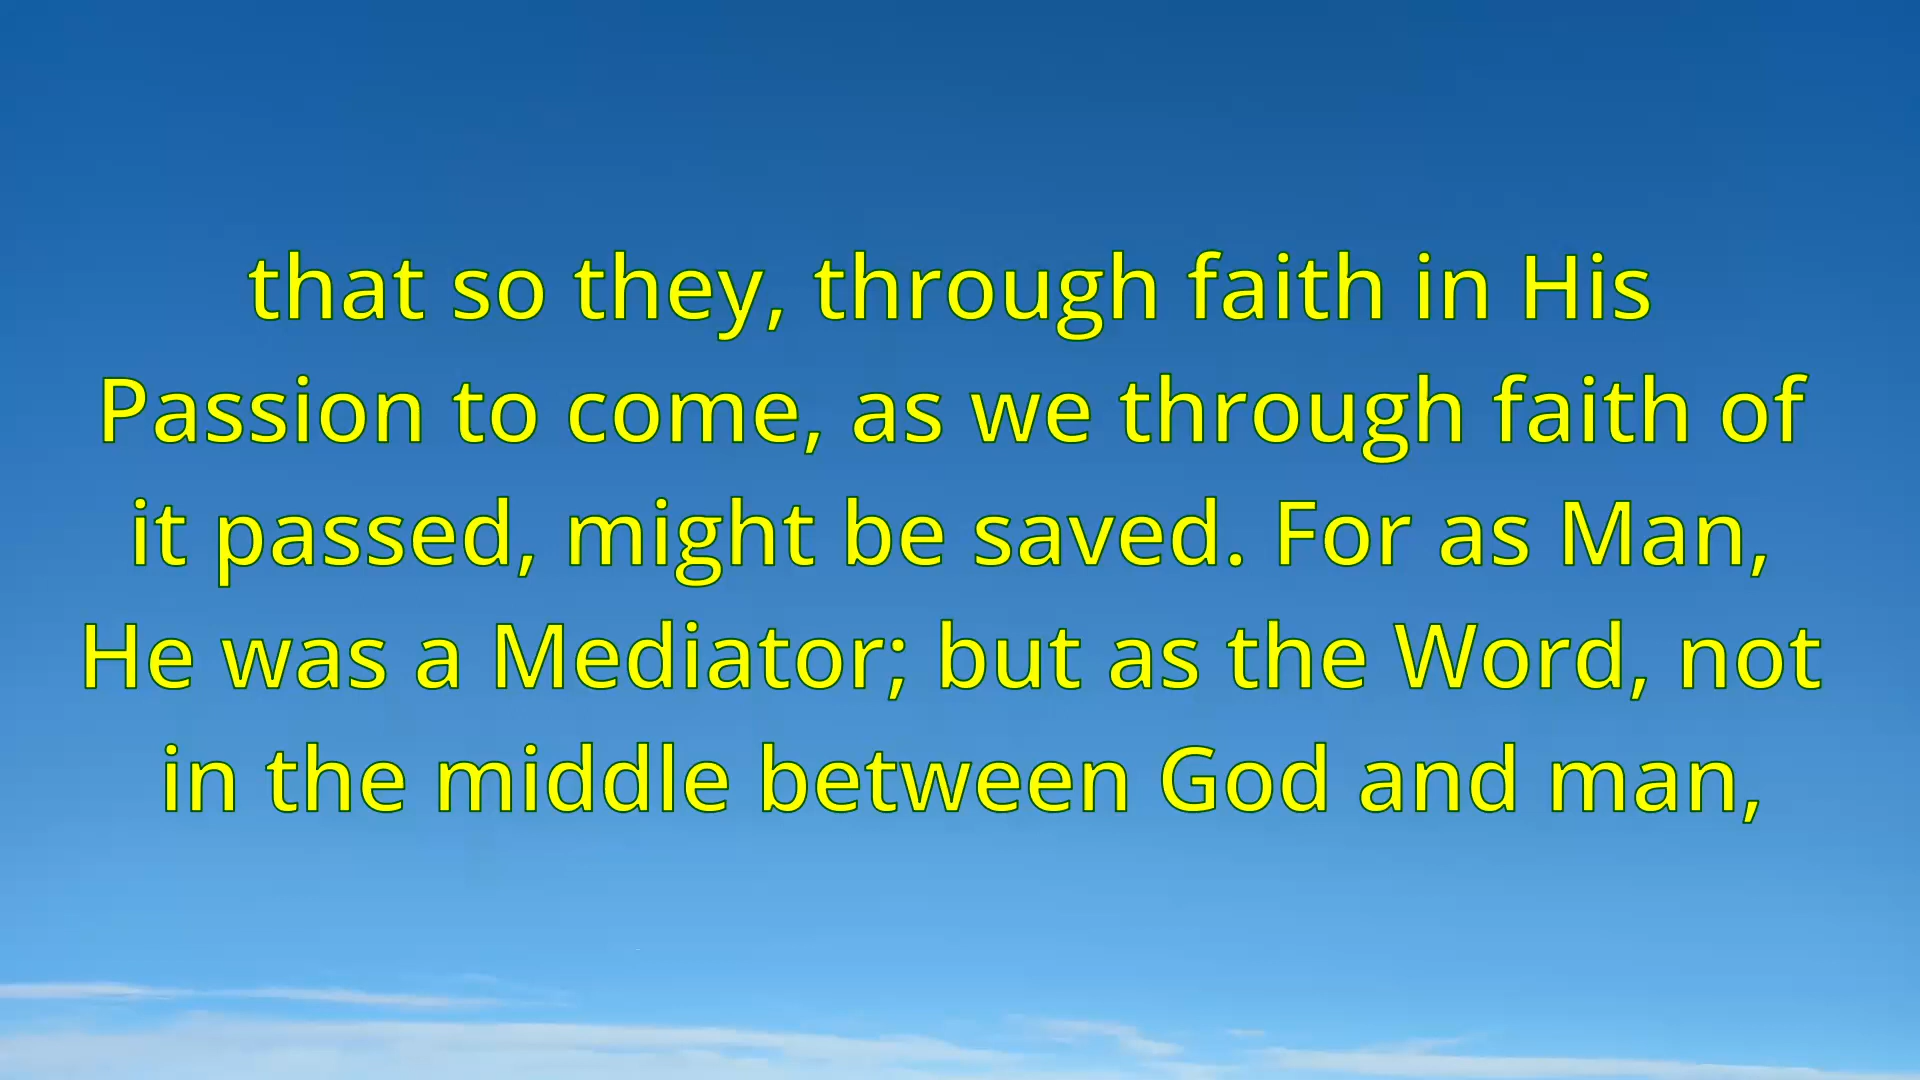 that so they, through faith in His
Passion to come, as we through faith of
it passed, might be saved. For as Man,
He was a Mediator; but as the Word, not
in the middle between God and man,